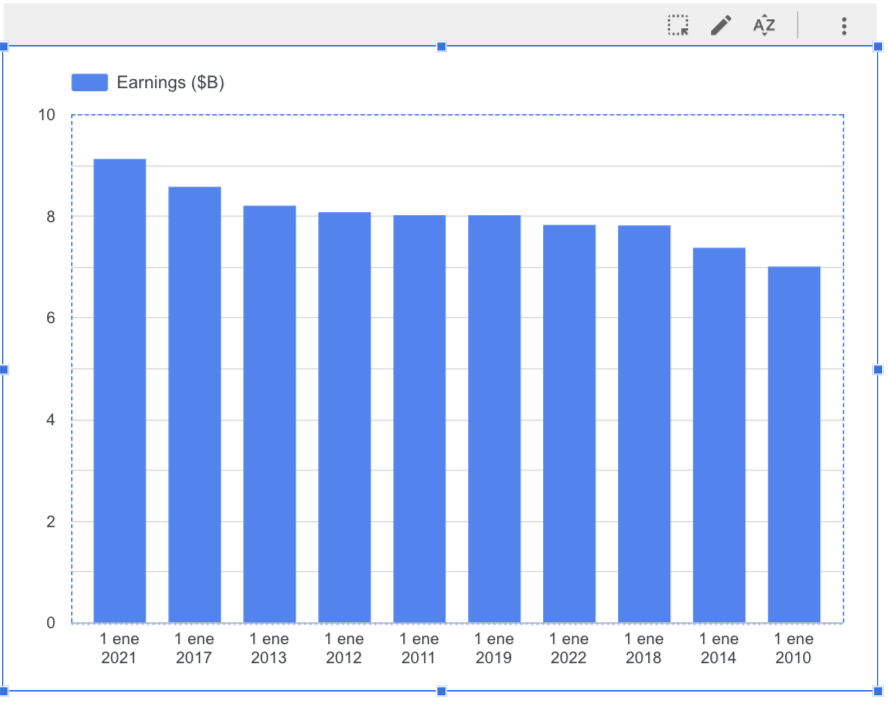 AZ
Earnings ($B)
10
8
6
4
2
0
1 ene 2021
1 ene 2017
1 ene 2013
1 ene 2012
1 ene 2011
1 ene 2019
1 ene 2022
1 ene 2018
1 ene 2014
1 ene 2010